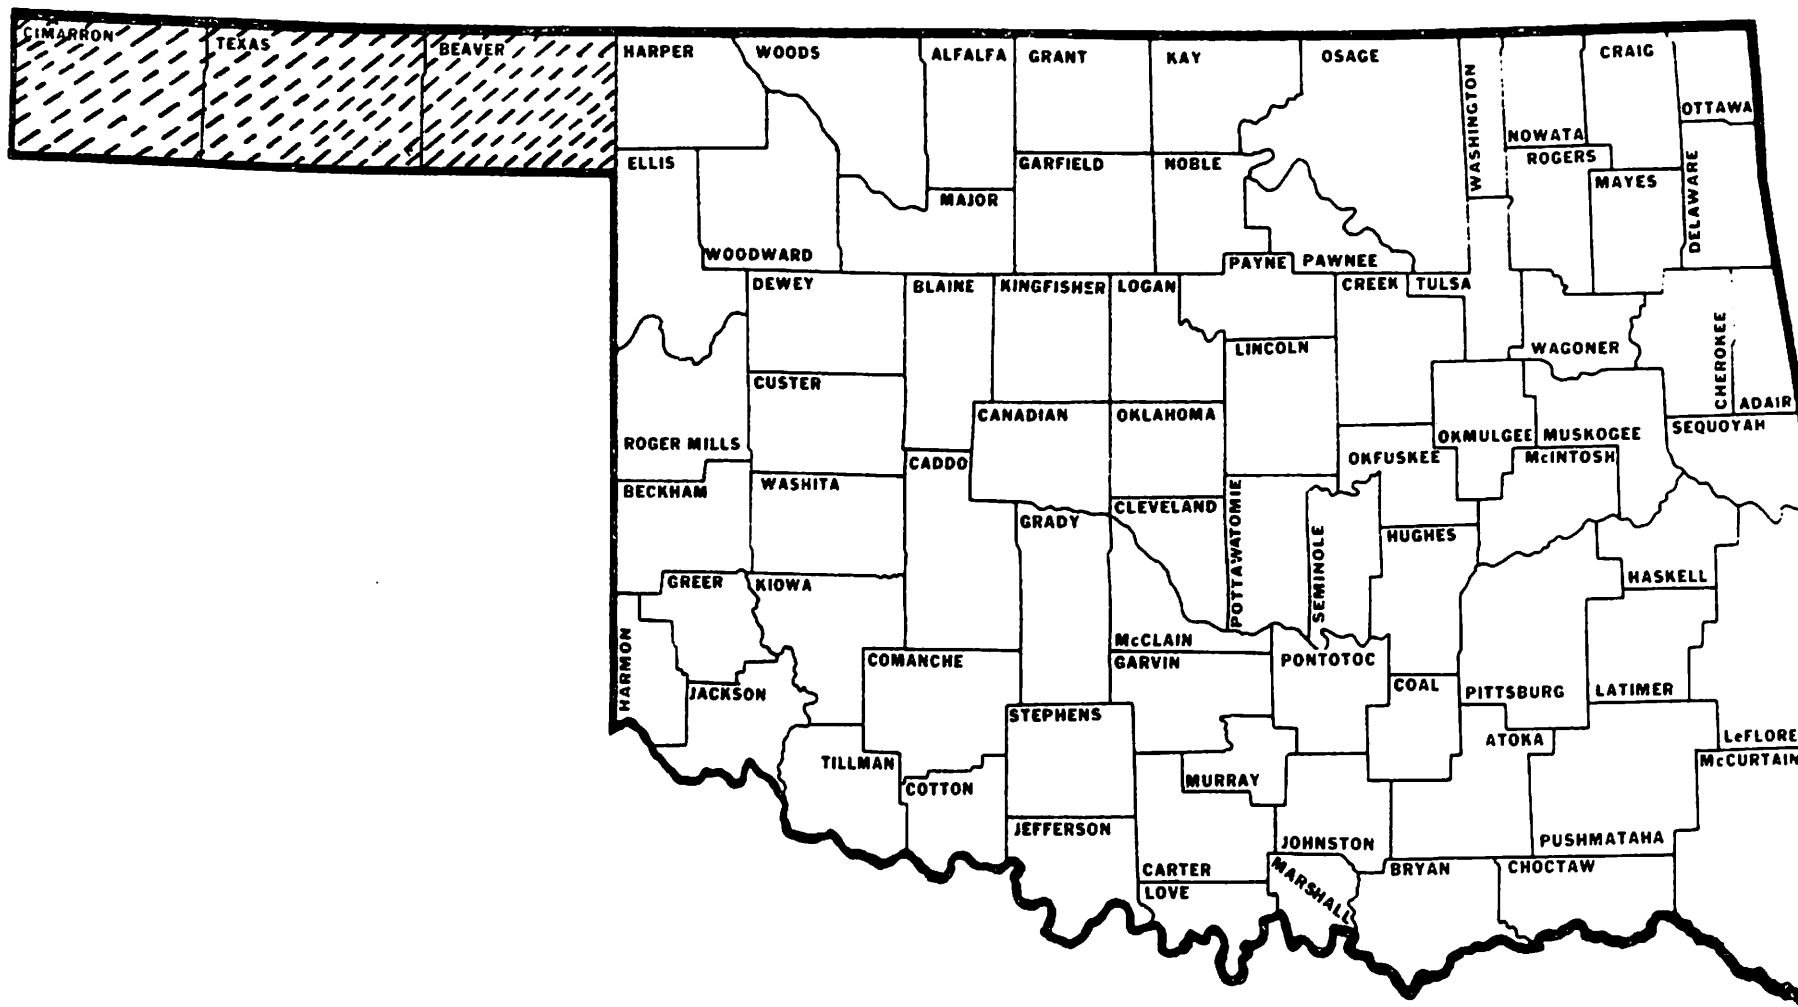 CIMARRON
TEXAS
BEAVER
HARPER
WOODS
ALFALFA
GRANT
KAY
OSAGE
WASHINGTON
NOWATA
CRAIG
OTTAWA
ELLIS
WOODWARD
MAJOR
GARFIELD
NOBLE
PAYNE
PAWNEE
ROGERS
MAYES
DELAWARE
DEWEY
BLAINE
KINGFISHER
LOGAN
CREEK
TULSA
LINCOLN
WAGONER
CHEROKEE
ADAIR
CUSTER
CANADIAN
OKLAHOMA
ROGER MILLS
CADDO
OKMULGEE
MUSKOGEE
SEQUOYAH
OKFUSKEE
McINTOSH
BECKHAM
WASHITA
GRADY
CLEVELAND
POTTAWATOMIE
SEMINOLE
HUGHES
HASKELL
GREER
KIOWA
HARMON
JACKSON
COMANCHE
McCLAIN
GARVIN
PONTOTOC
COAL
PITTSBURG
LATIMER
STEPHENS
ATOKA
LeFLORE
McCURTAIN
TILLMAN
COTTON
MURRAY
JEFFERSON
JOHNSTON
PUSHMATAHA
CARTER
LOVE
MARSHALL
BRYAN
CHOCTAW